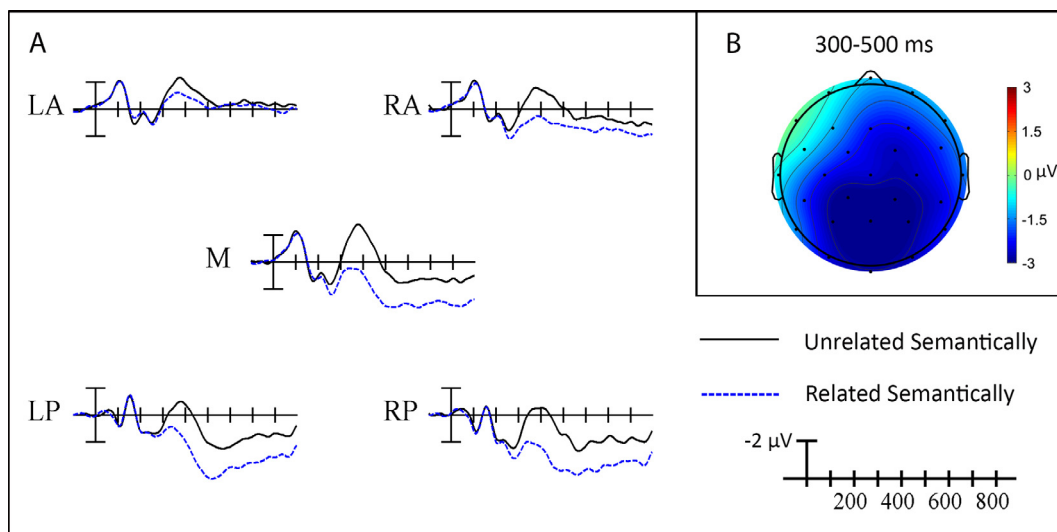 A
LA
RA
M
LP
RP
B
300-500 ms
3
1.5
0 µV
-1.5
-3
Unrelated Semantically
Related Semantically
-2 µV
200 400 600 800